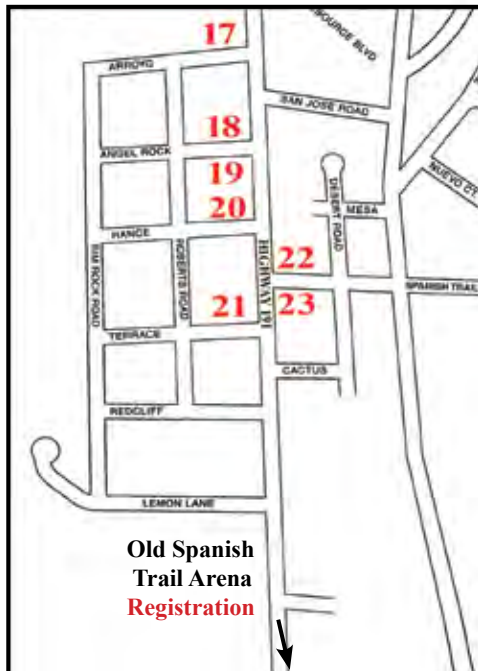 17
SOURCE BLVD
ARROYO
SAN JOSE ROAD
18
ANGEL ROCK
19
NUEVO CT.
20
DESERT ROAD
MESA
RANCE
RIM ROCK ROAD
ROBERTS ROAD
HIGHWAY 191
22
SPANISH TRAIL
21
23
TERRACE
CACTUS
REDCLIFF
LEMON LANE
Old Spanish
Trail Arena
Registration